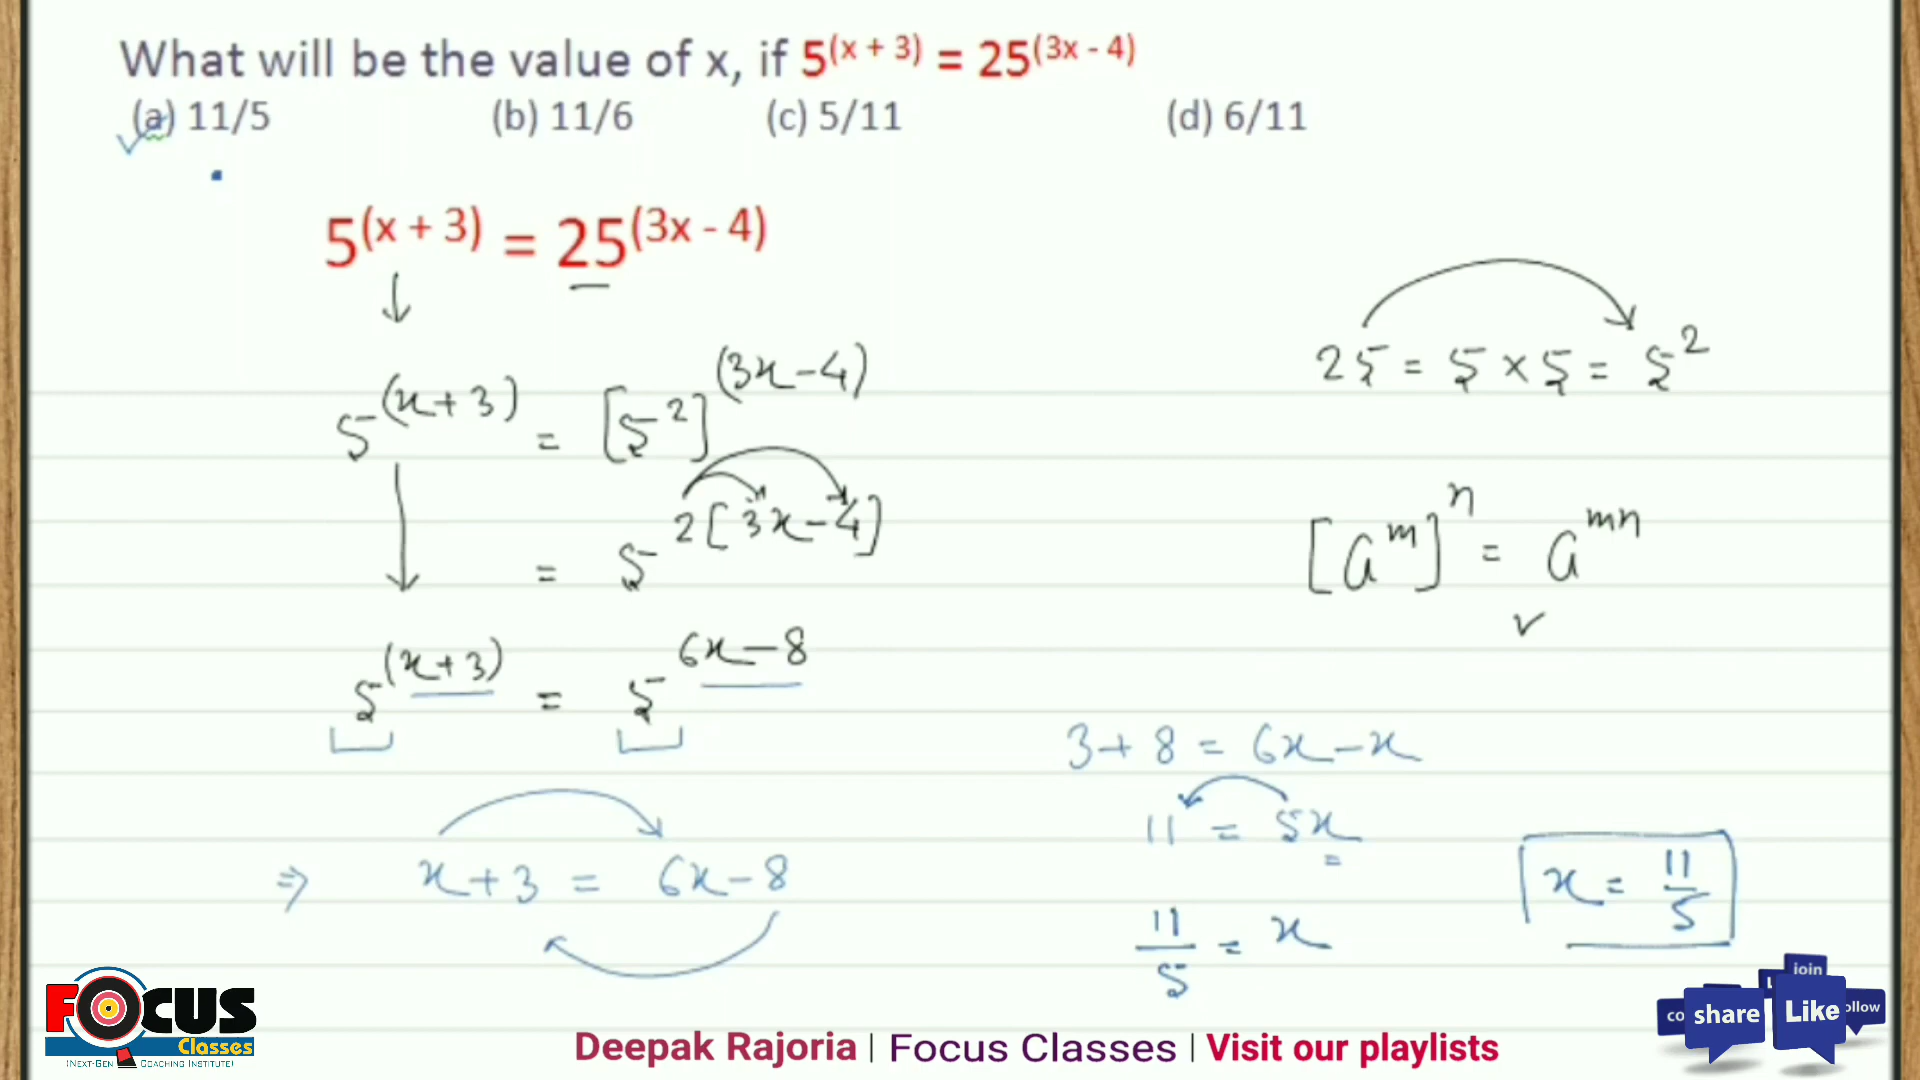 What will be the value of x, if 5^(x + 3) = 25^(3x - 4)
(a) 11/5 (b) 11/6 (c) 5/11 (d) 6/11
5^(x + 3) = 25^(3x - 4)
5^(x+3) = [5^2]^(3x-4)
= 5^2[3x-4]
5^(x+3) = 5^6x-8
⇒ x+3 = 6x-8
25 = 5 × 5 = 5^2
[a^m]^n = a^mn
3+8 = 6x-x
11 = 5x
11/5 = x
x = 11/5
FOCUS
Classes
(NEXT-GEN COACHING INSTITUTE)
Deepak Rajoria | Focus Classes | Visit our playlists
join
co share Like ollow